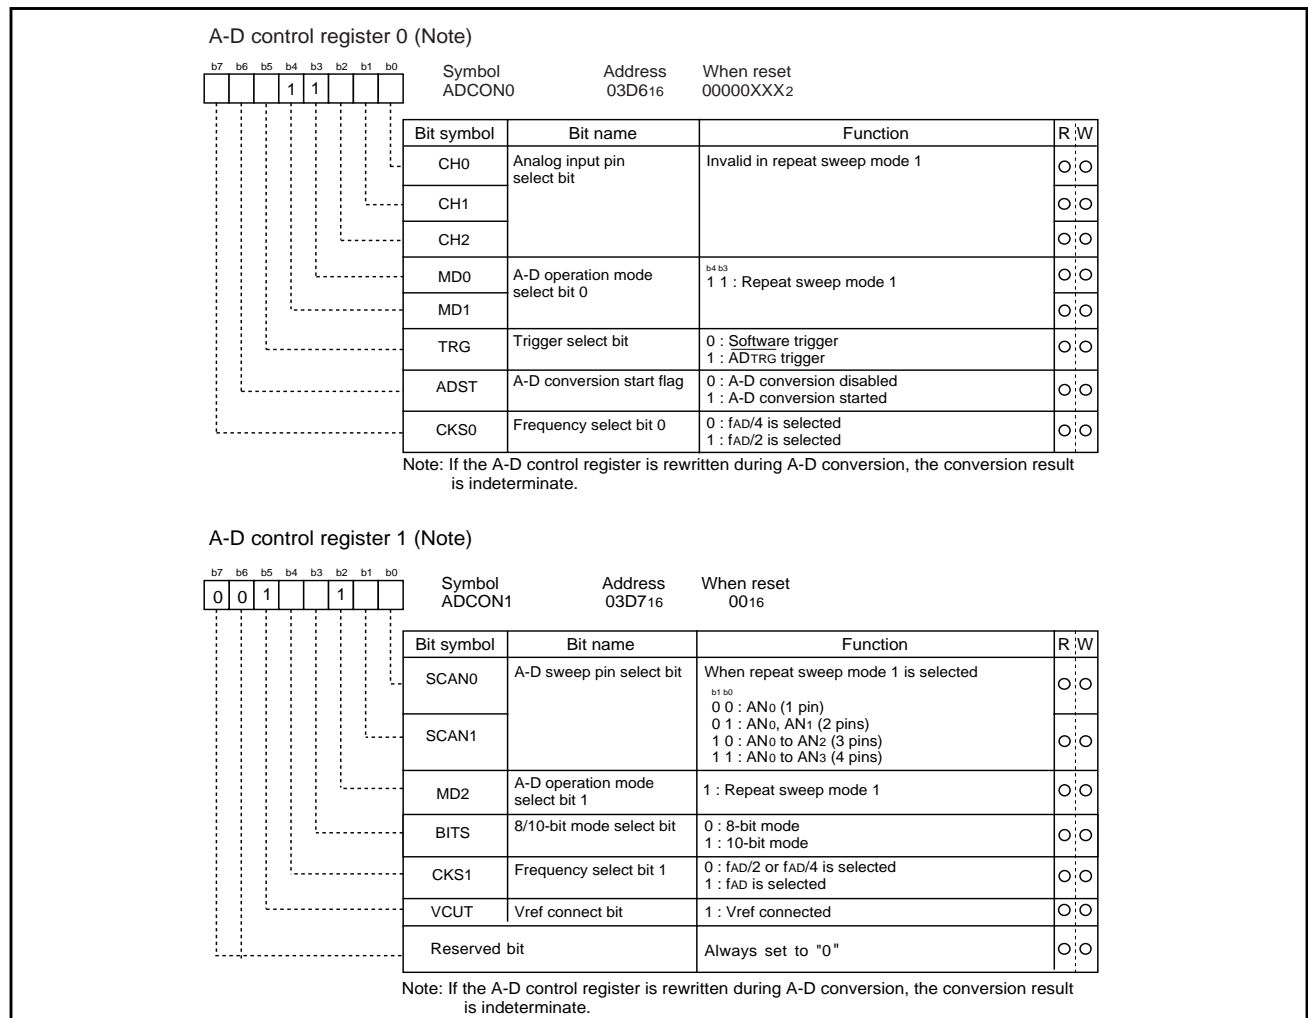 A-D control register 0 (Note)
b7 b6 b5 b4 b3 b2 b1 b0
1 1
Symbol Address When reset
ADCON0 03D616 00000XXX2
Bit symbol Bit name Function R W
CH0 Analog input pin select bit Invalid in repeat sweep mode 1
CH1
CH2
MD0 A-D operation mode select bit 0 b4 b3
1 1 : Repeat sweep mode 1
MD1
TRG Trigger select bit 0 : Software trigger
1 : ADTRG trigger
ADST A-D conversion start flag 0 : A-D conversion disabled
1 : A-D conversion started
CKS0 Frequency select bit 0 0 : fAD/4 is selected
1 : fAD/2 is selected
Note: If the A-D control register is rewritten during A-D conversion, the conversion result
is indeterminate.
A-D control register 1 (Note)
b7 b6 b5 b4 b3 b2 b1 b0
0 0 1 1
Symbol Address When reset
ADCON1 03D716 0016
Bit symbol Bit name Function R W
SCAN0 A-D sweep pin select bit When repeat sweep mode 1 is selected
b1 b0
0 0 : AN0 (1 pin)
0 1 : AN0, AN1 (2 pins)
SCAN1 1 0 : AN0 to AN2 (3 pins)
1 1 : AN0 to AN3 (4 pins)
MD2 A-D operation mode select bit 1 1 : Repeat sweep mode 1
BITS 8/10-bit mode select bit 0 : 8-bit mode
1 : 10-bit mode
CKS1 Frequency select bit 1 0 : fAD/2 or fAD/4 is selected
1 : fAD is selected
VCUT Vref connect bit 1 : Vref connected
Reserved bit Always set to "0"
Note: If the A-D control register is rewritten during A-D conversion, the conversion result
is indeterminate.